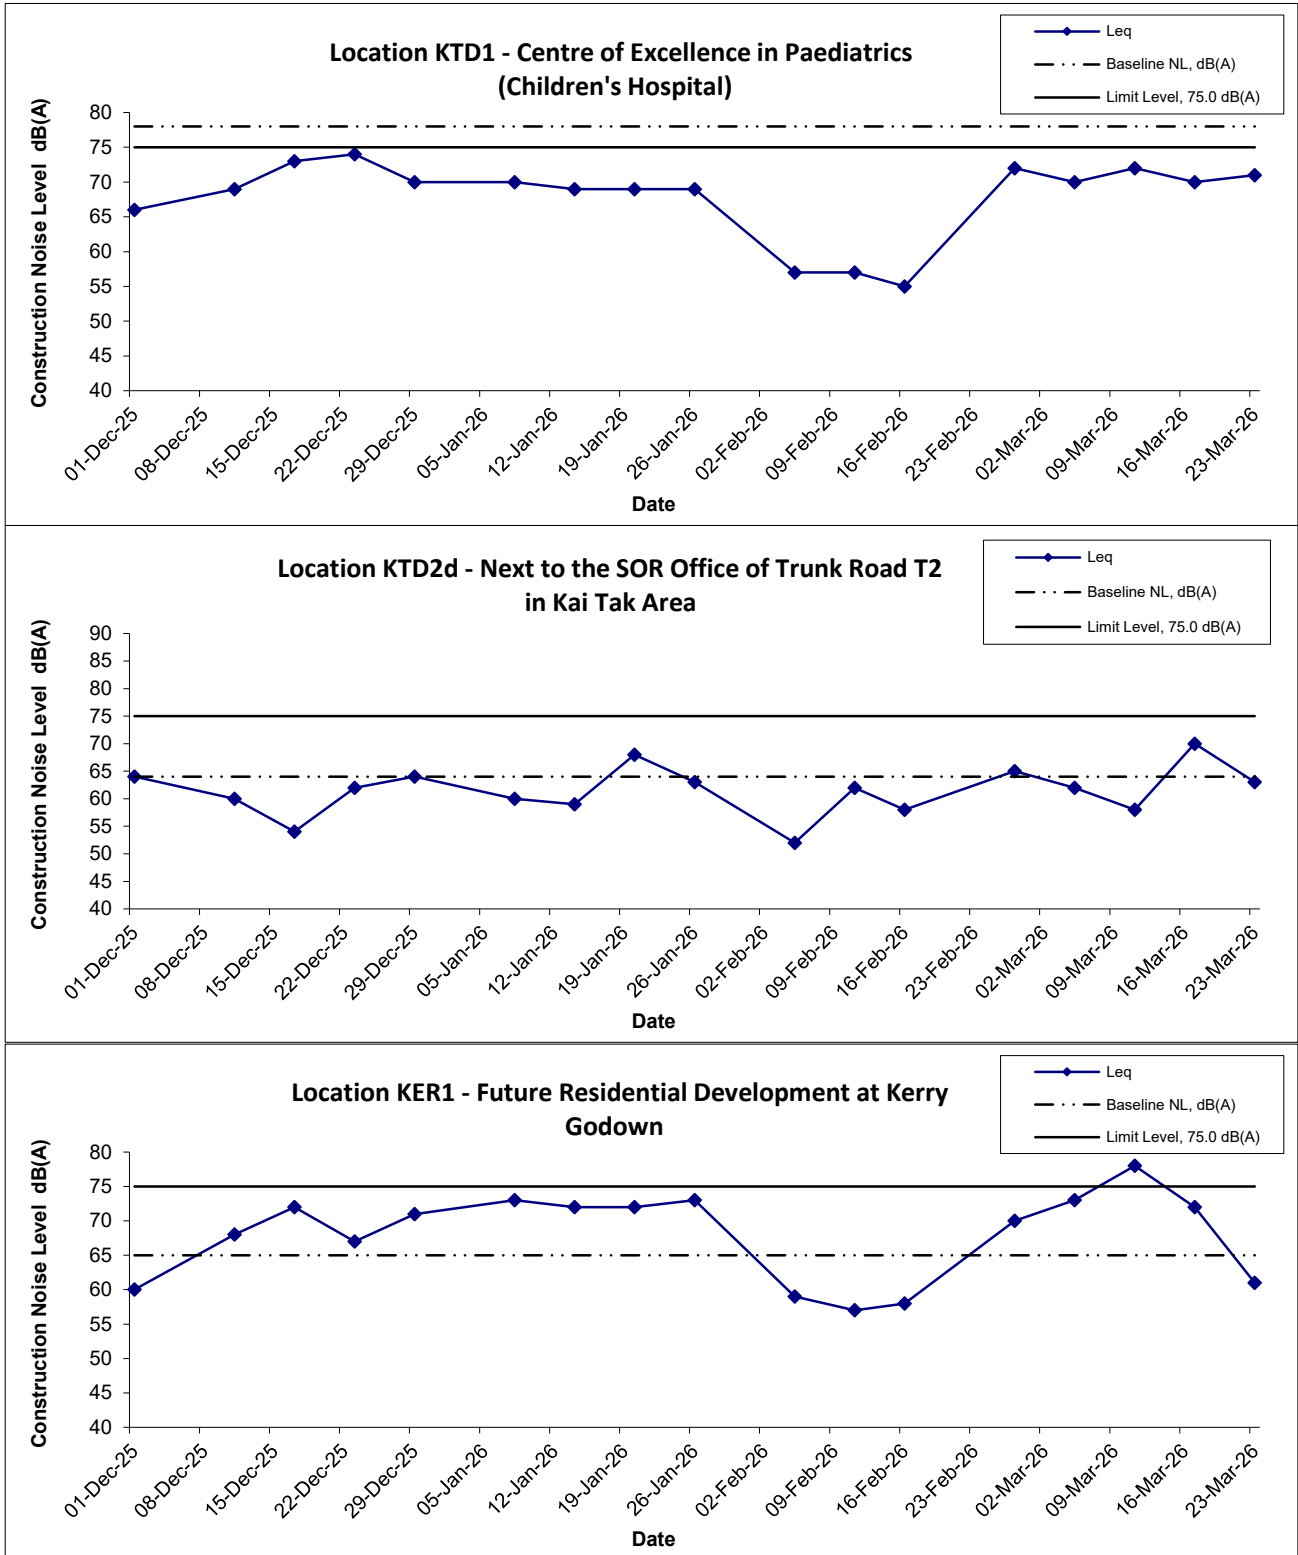 Location KTD1 - Centre of Excellence in Paediatrics
(Children's Hospital)
Leq
Baseline NL, dB(A)
Limit Level, 75.0 dB(A)
Construction Noise Level  dB(A)
80
75
70
65
60
55
50
45
40
01-Dec-25
08-Dec-25
15-Dec-25
22-Dec-25
29-Dec-25
05-Jan-26
12-Jan-26
19-Jan-26
26-Jan-26
02-Feb-26
09-Feb-26
16-Feb-26
23-Feb-26
02-Mar-26
09-Mar-26
16-Mar-26
23-Mar-26
Date
Location KTD2d - Next to the SOR Office of Trunk Road T2
in Kai Tak Area
Leq
Baseline NL, dB(A)
Limit Level, 75.0 dB(A)
Construction Noise Level  dB(A)
90
85
80
75
70
65
60
55
50
45
40
01-Dec-25
08-Dec-25
15-Dec-25
22-Dec-25
29-Dec-25
05-Jan-26
12-Jan-26
19-Jan-26
26-Jan-26
02-Feb-26
09-Feb-26
16-Feb-26
23-Feb-26
02-Mar-26
09-Mar-26
16-Mar-26
23-Mar-26
Date
Location KER1 - Future Residential Development at Kerry
Godown
Leq
Baseline NL, dB(A)
Limit Level, 75.0 dB(A)
Construction Noise Level  dB(A)
80
75
70
65
60
55
50
45
40
01-Dec-25
08-Dec-25
15-Dec-25
22-Dec-25
29-Dec-25
05-Jan-26
12-Jan-26
19-Jan-26
26-Jan-26
02-Feb-26
09-Feb-26
16-Feb-26
23-Feb-26
02-Mar-26
09-Mar-26
16-Mar-26
23-Mar-26
Date